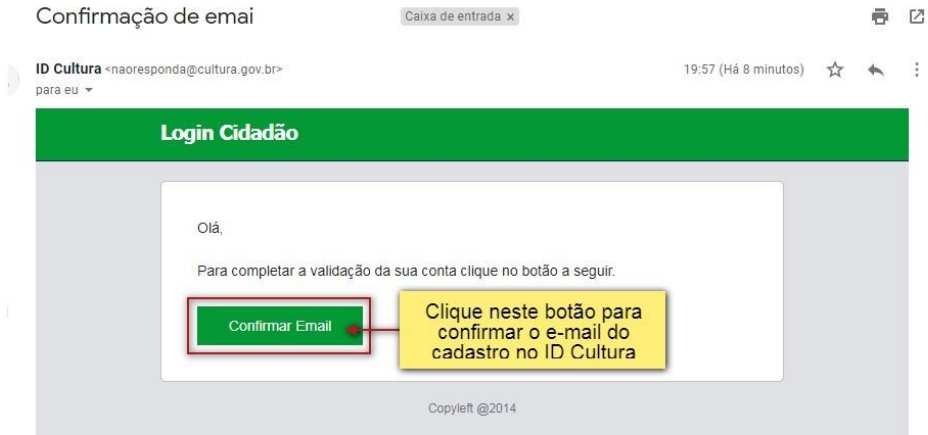 Confirmação de emai
Caixa de entrada x
ID Cultura <naoresponda@cultura.gov.br>
19:57 (Há 8 minutos)
para eu
Login Cidadão
Olá,
Para completar a validação da sua conta clique no botão a seguir.
Confirmar Email
Clique neste botão para
confirmar o e-mail do
cadastro no ID Cultura
Copyleft @2014